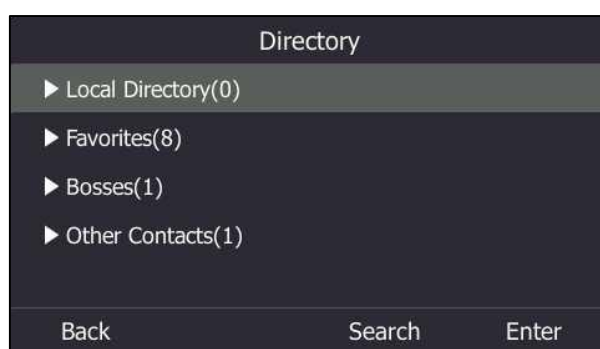 Directory
Local Directory(0)
Favorites(8)
Bosses(1)
Other Contacts(1)
Back Search Enter